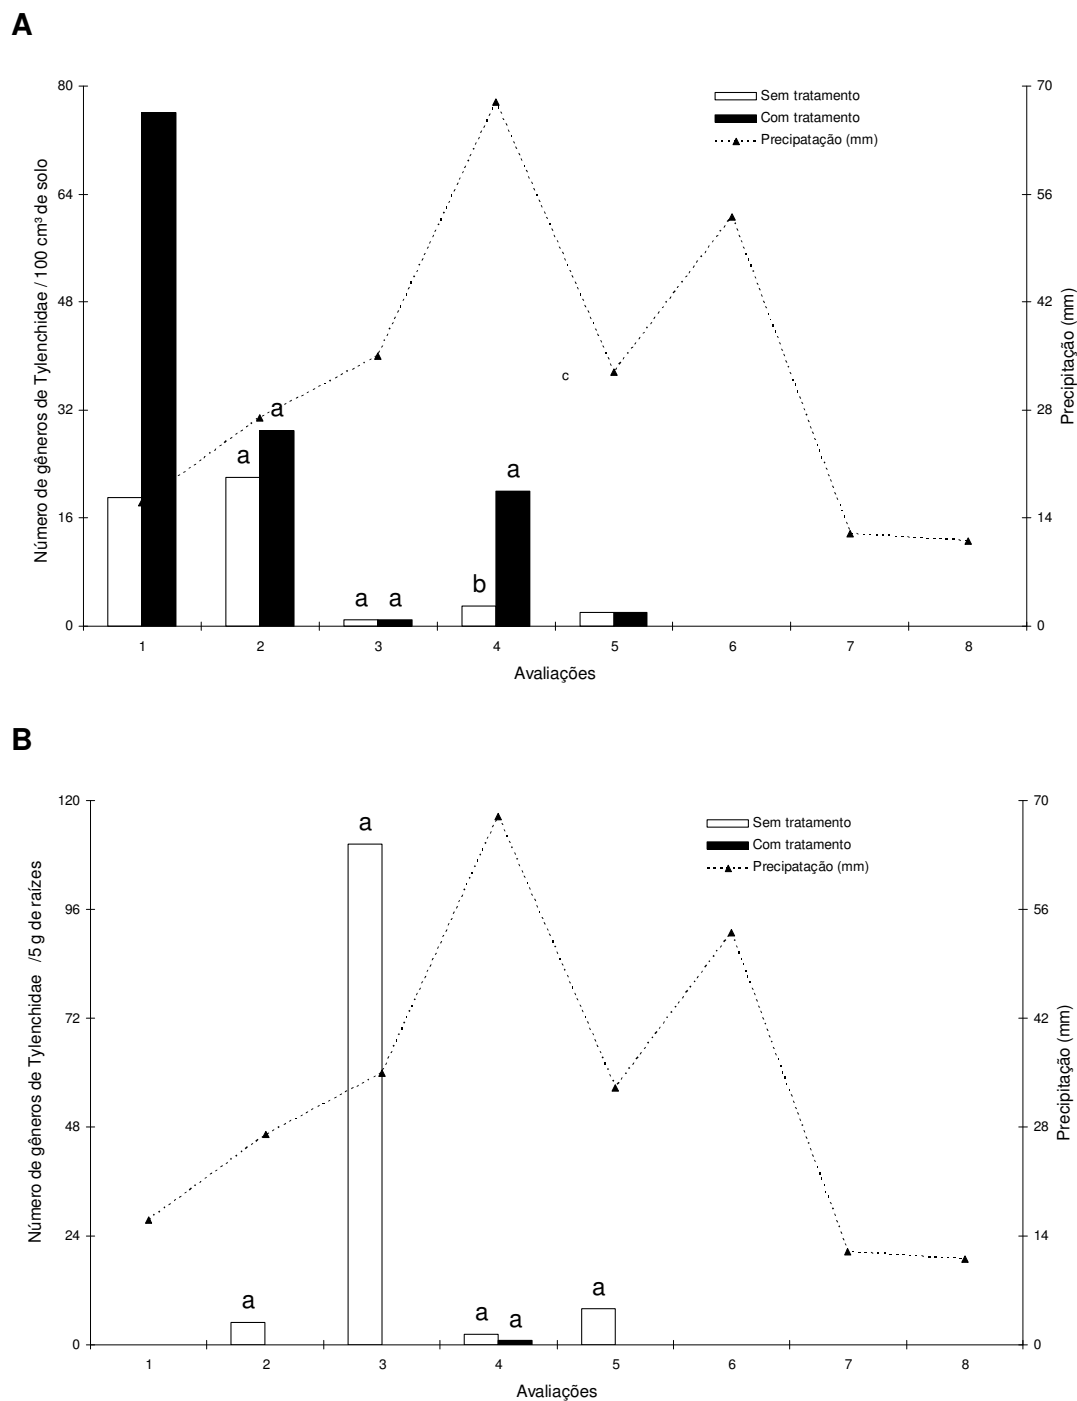 A
80
70
Sem tratamento
Com tratamento
Precipatação (mm)
64
56
48
42
32
28
16
14
0
0
Número de gêneros de Tylenchidae / 100 cm³ de solo
Precipitação (mm)
c
a
a
a
a
a
b
1 2 3 4 5 6 7 8
Avaliações
B
120
70
Sem tratamento
Com tratamento
Precipatação (mm)
96
56
72
42
48
28
24
14
0
0
Número de gêneros de Tylenchidae /5 g de raízes
Precipitação (mm)
a
a
a
a
a
1 2 3 4 5 6 7 8
Avaliações